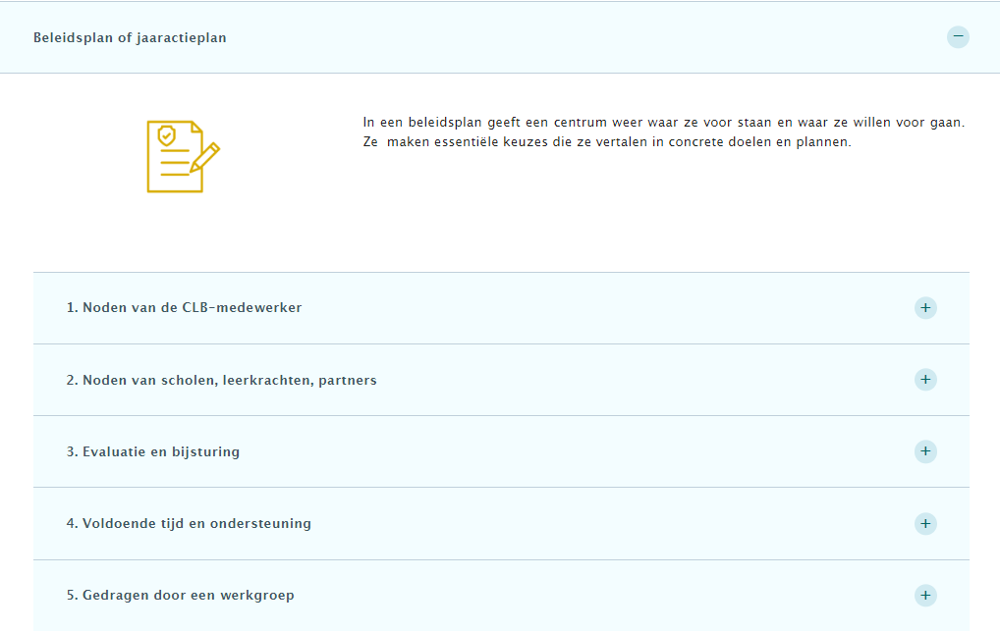 Beleidsplan of jaaractieplan
In een beleidsplan geeft een centrum weer waar ze voor staan en waar ze willen voor gaan.
Ze  maken essentiële keuzes die ze vertalen in concrete doelen en plannen.
1. Noden van de CLB-medewerker
2. Noden van scholen, leerkrachten, partners
3. Evaluatie en bijsturing
4. Voldoende tijd en ondersteuning
5. Gedragen door een werkgroep